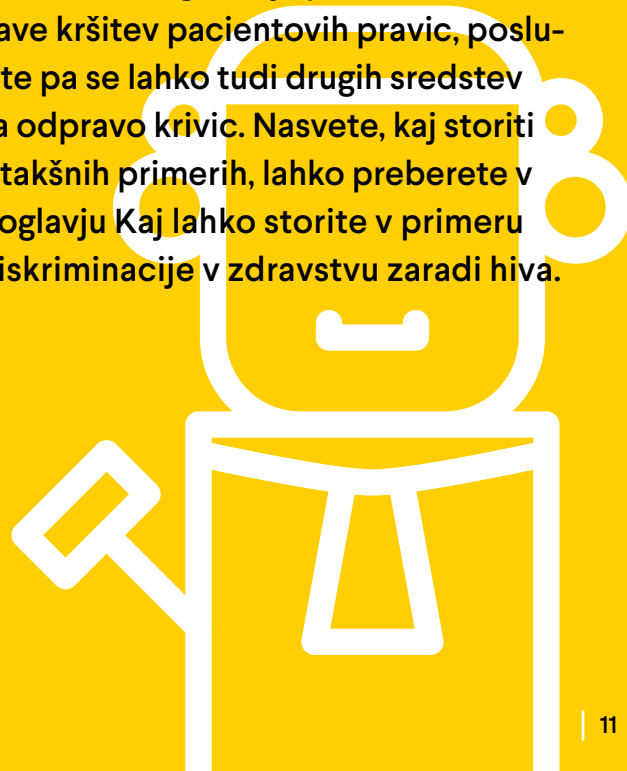 ave kršitev pacientovih pravic, poslu-
te pa se lahko tudi drugih sredstev
a odpravo krivic. Nasvete, kaj storiti
takšnih primerih, lahko preberete v
oglavju Kaj lahko storite v primeru
iskriminacije v zdravstvu zaradi hiva.
11